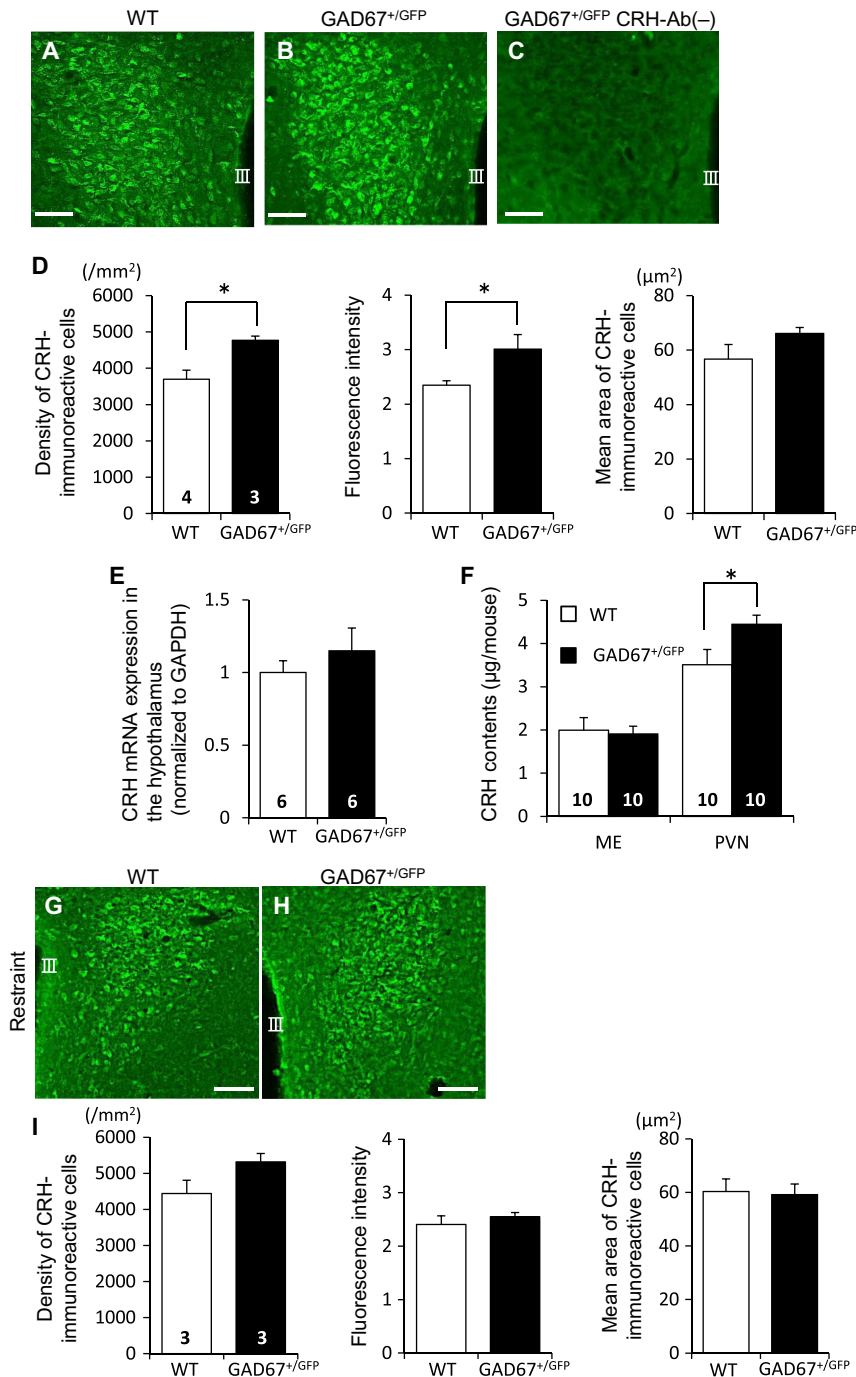 WT
GAD67+/GFP
GAD67+/GFP CRH-Ab(–)
A
B
C
III
III
III
D
(/mm2)
Density of CRH-
immunoreactive cells
6000
5000
4000
3000
2000
1000
0
*
4
3
WT
GAD67+/GFP
Fluorescence intensity
4
3
2
1
0
*
WT
GAD67+/GFP
(µm2)
Mean area of CRH-
immunoreactive cells
80
60
40
20
0
WT
GAD67+/GFP
E
CRH mRNA expression in
the hypothalamus
(normalized to GAPDH)
1.5
1
0.5
0
6
6
WT
GAD67+/GFP
F
CRH contents (µg/mouse)
5
4
3
2
1
0
WT
GAD67+/GFP
*
10
10
10
10
ME
PVN
WT
GAD67+/GFP
Restraint
G
H
III
III
I
(/mm2)
Density of CRH-
immunoreactive cells
6000
5000
4000
3000
2000
1000
0
3
3
WT
GAD67+/GFP
Fluorescence intensity
4
3
2
1
0
WT
GAD67+/GFP
(µm2)
Mean area of CRH-
immunoreactive cells
80
60
40
20
0
WT
GAD67+/GFP